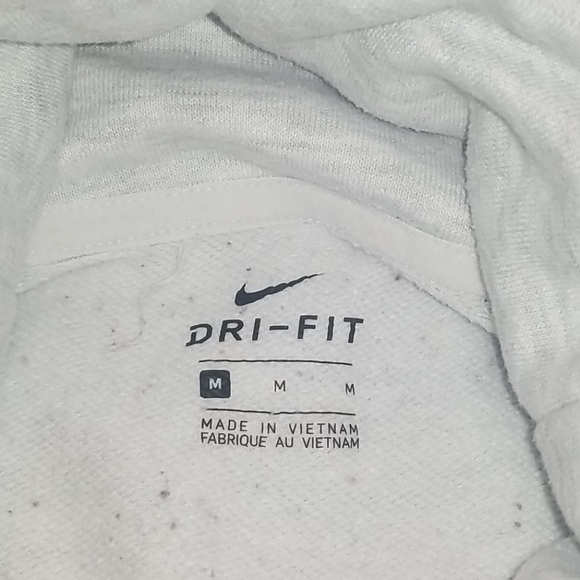 DRI-FIT
M M M
MADE IN VIETNAM
FABRIQUE AU VIETNAM